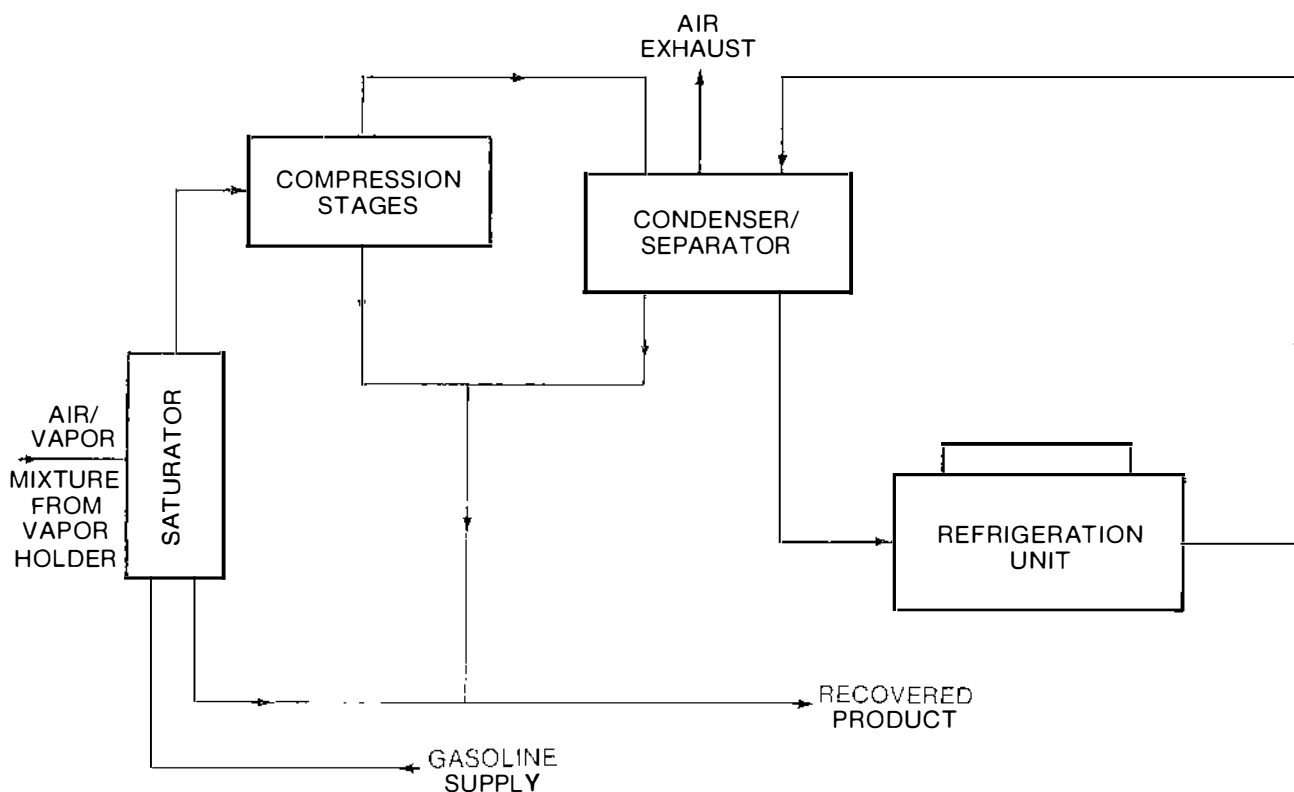 AIR
EXHAUST
COMPRESSION
STAGES
CONDENSER/
SEPARATOR
AIR/
VAPOR
MIXTURE
FROM
VAPOR
HOLDER
SATURATOR
REFRIGERATION
UNIT
RECOVERED
PRODUCT
GASOLINE
SUPPLY